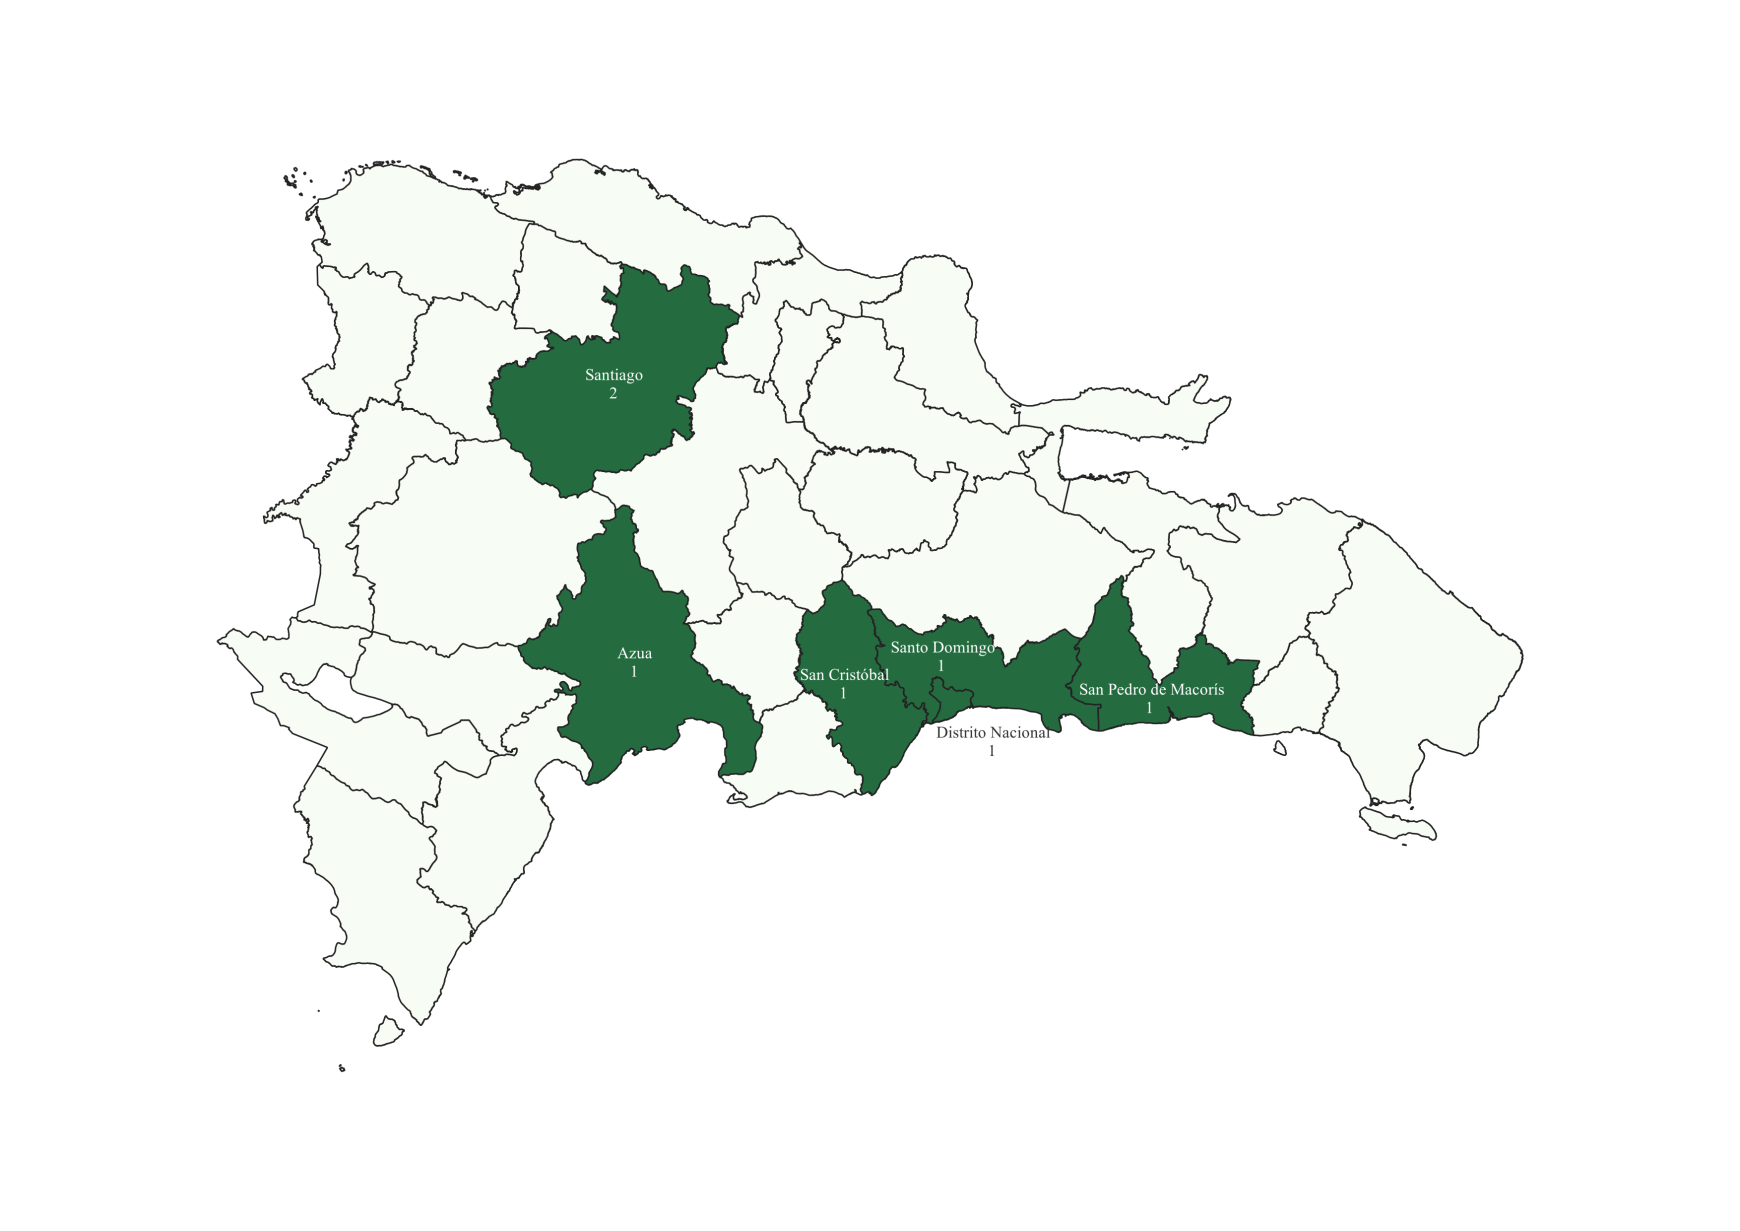 Santiago
2
Azua
1
Santo Domingo
1
San Cristóbal
1
San Pedro de Macorís
1
Distrito Nacional
1